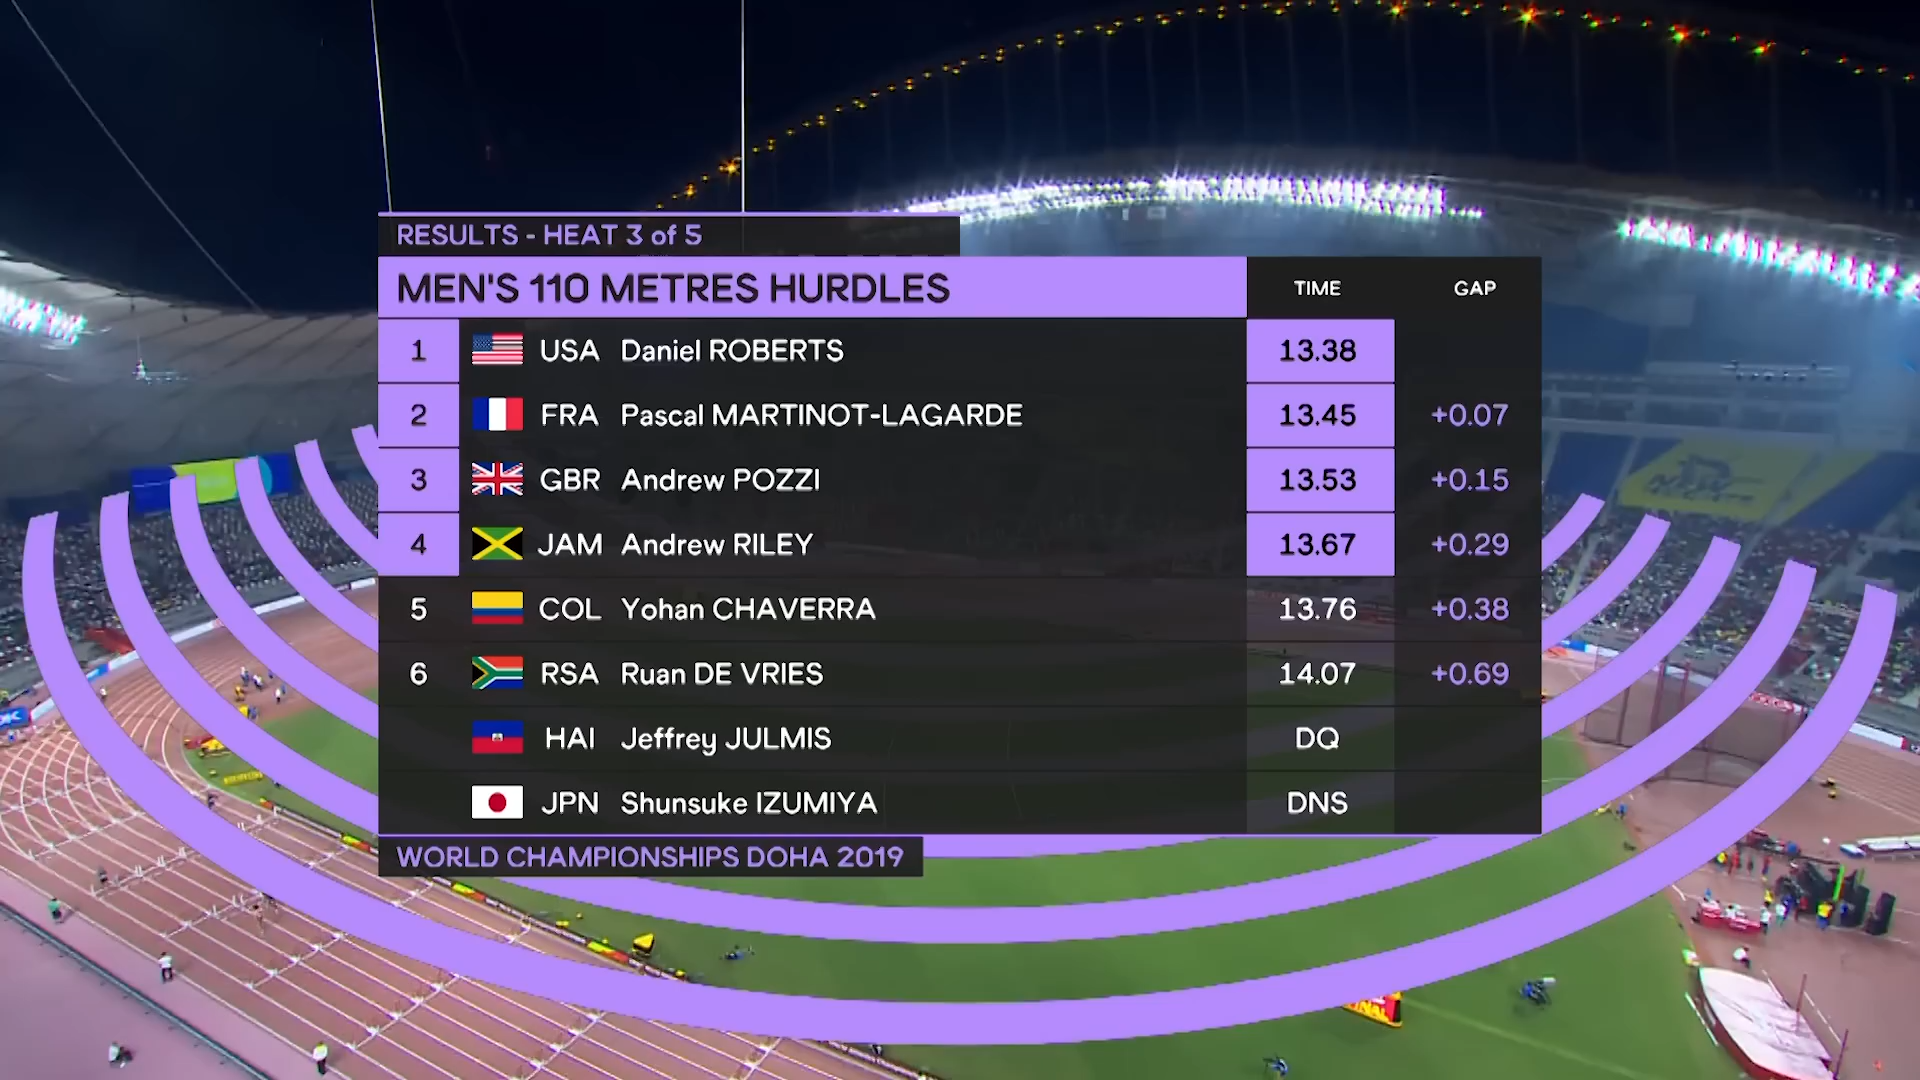 RESULTS - HEAT 3 of 5
MEN'S 110 METRES HURDLES TIME GAP
1 USA Daniel ROBERTS 13.38
2 FRA Pascal MARTINOT-LAGARDE 13.45 +0.07
3 GBR Andrew POZZI 13.53 +0.15
4 JAM Andrew RILEY 13.67 +0.29
5 COL Yohan CHAVERRA 13.76 +0.38
6 RSA Ruan DE VRIES 14.07 +0.69
HAI Jeffrey JULMIS DQ
JPN Shunsuke IZUMIYA DNS
WORLD CHAMPIONSHIPS DOHA 2019